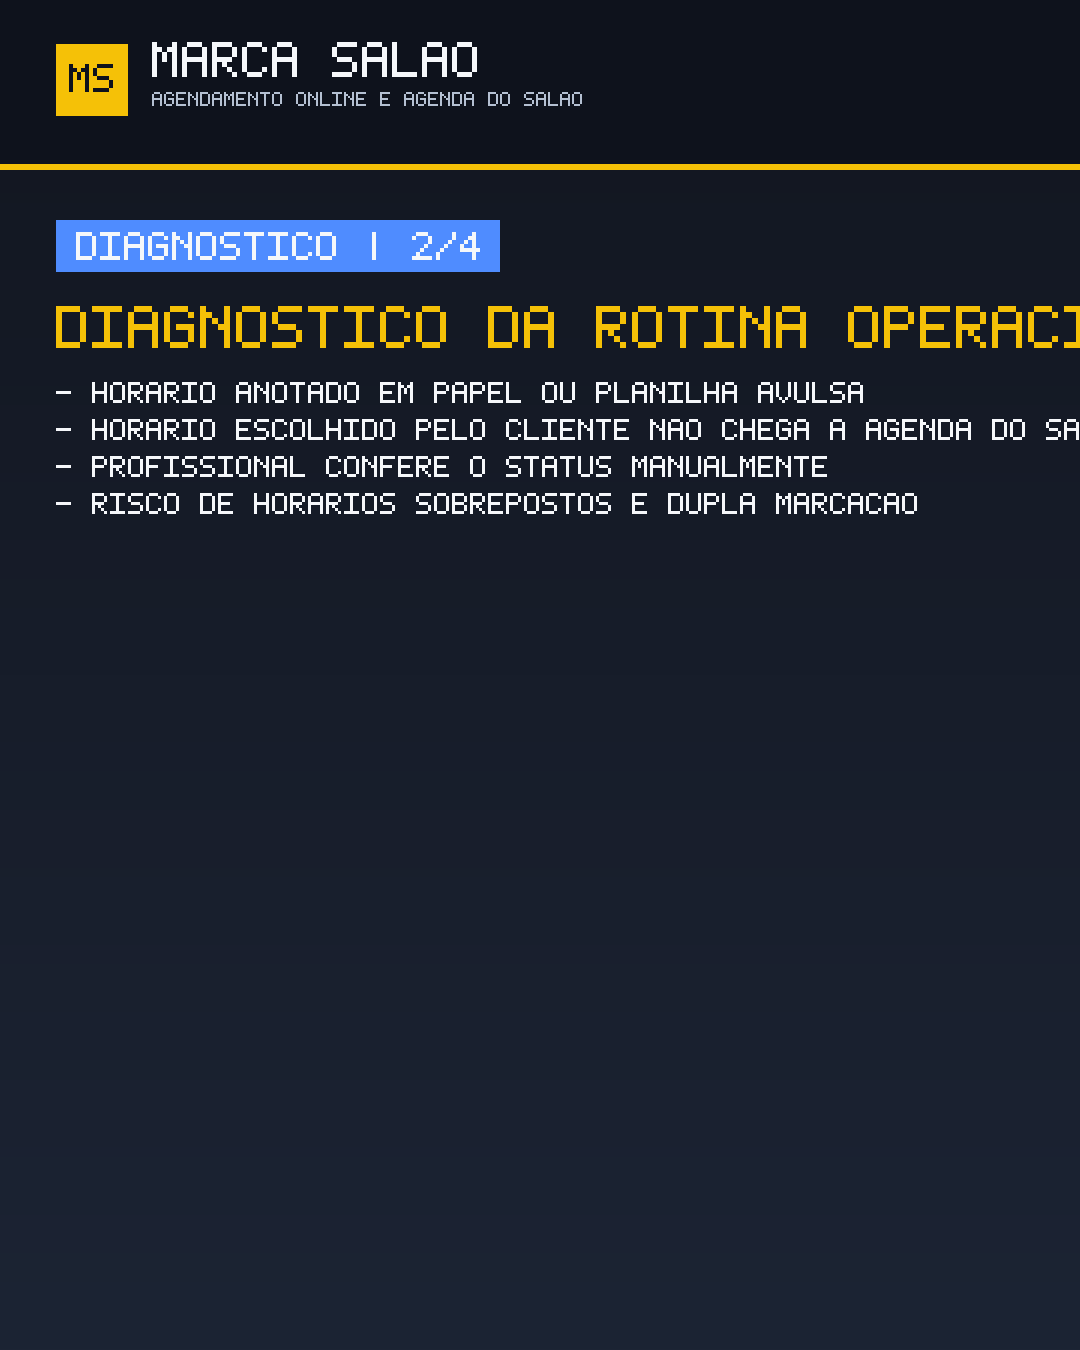 MS
MARCA SALAO
AGENDAMENTO ONLINE E AGENDA DO SALAO
DIAGNOSTICO | 2/4
DIAGNOSTICO DA ROTINA OPERACI
- HORARIO ANOTADO EM PAPEL OU PLANILHA AVULSA
- HORARIO ESCOLHIDO PELO CLIENTE NAO CHEGA A AGENDA DO SA
- PROFISSIONAL CONFERE O STATUS MANUALMENTE
- RISCO DE HORARIOS SOBREPOSTOS E DUPLA MARCACAO